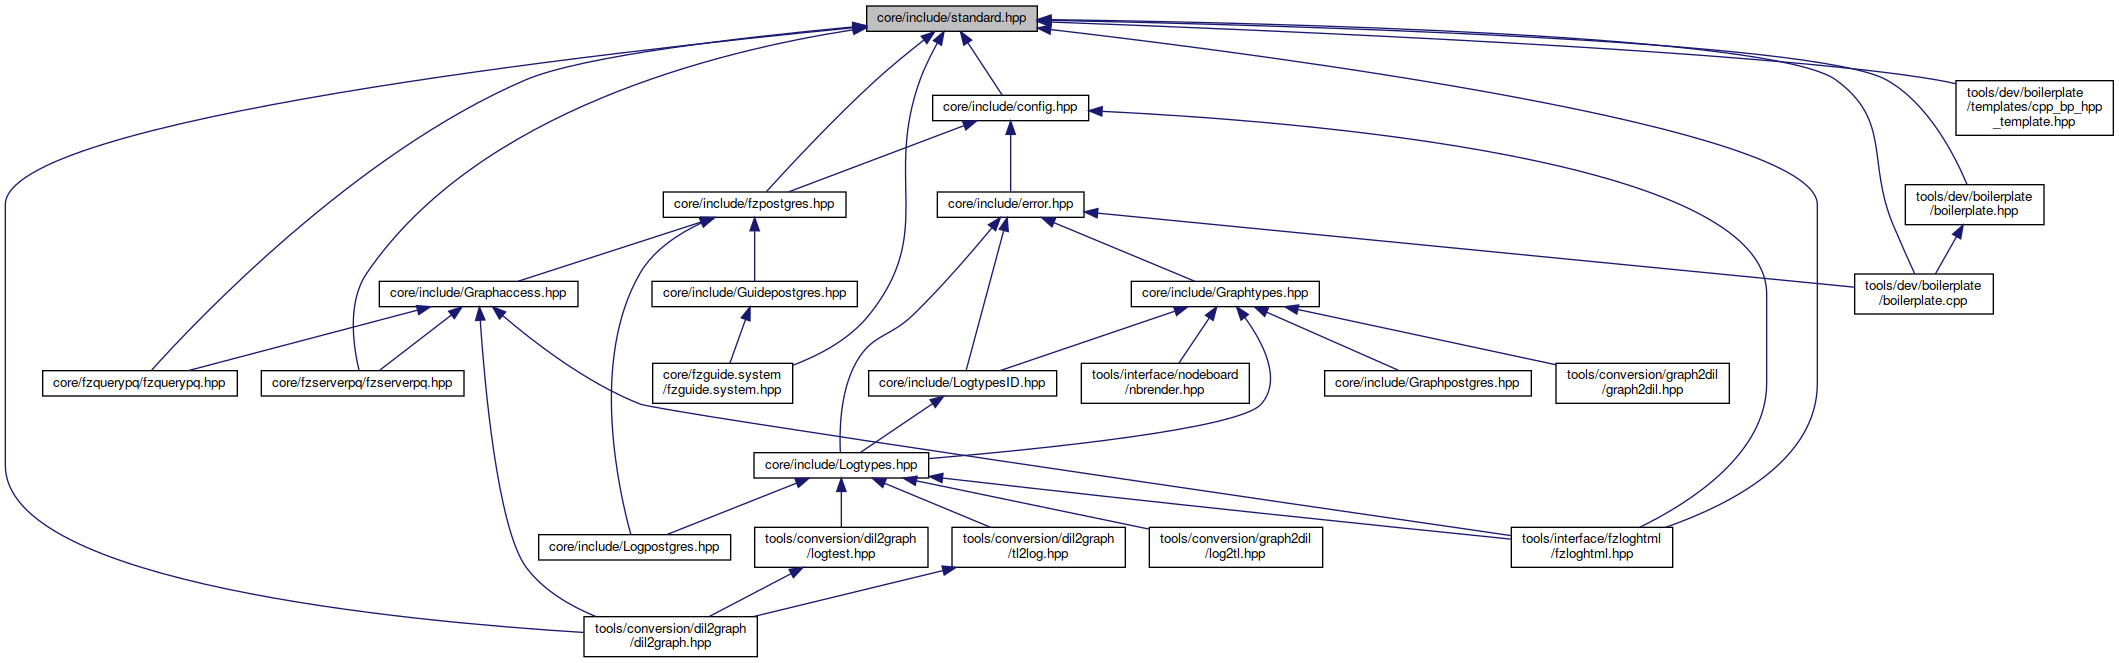 core/include/standard.hpp
core/include/config.hpp
tools/dev/boilerplate
/templates/cpp_bp_hpp
_template.hpp
core/include/fzpostgres.hpp
core/include/error.hpp
tools/dev/boilerplate
/boilerplate.hpp
core/include/Graphaccess.hpp
core/include/Guidepostgres.hpp
core/include/Graphtypes.hpp
tools/dev/boilerplate
/boilerplate.cpp
core/fzquerypq/fzquerypq.hpp
core/fzserverpq/fzserverpq.hpp
core/fzguide.system
/fzguide.system.hpp
core/include/LogtypesID.hpp
tools/interface/nodeboard
/nbrender.hpp
core/include/Graphpostgres.hpp
tools/conversion/graph2dil
/graph2dil.hpp
core/include/Logtypes.hpp
core/include/Logpostgres.hpp
tools/conversion/dil2graph
/logtest.hpp
tools/conversion/dil2graph
/tl2log.hpp
tools/conversion/graph2dil
/log2tl.hpp
tools/interface/fzloghtml
/fzloghtml.hpp
tools/conversion/dil2graph
/dil2graph.hpp